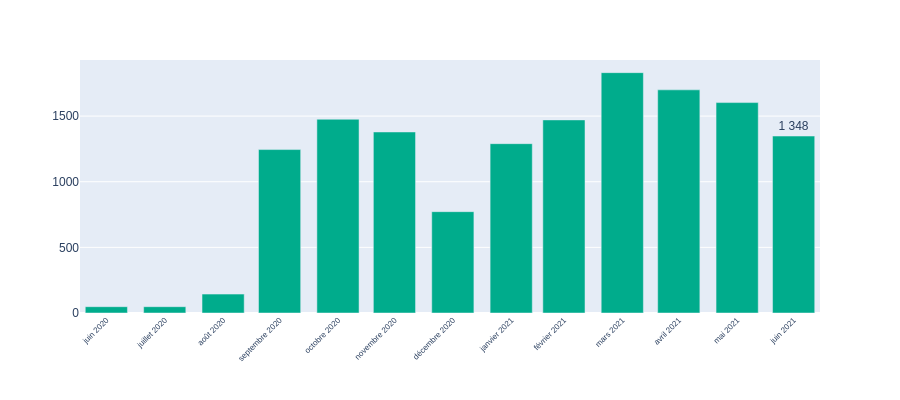 1500
1000
500
0
1 348
juin 2020
juillet 2020
août 2020
septembre 2020
octobre 2020
novembre 2020
décembre 2020
janvier 2021
février 2021
mars 2021
avril 2021
mai 2021
juin 2021